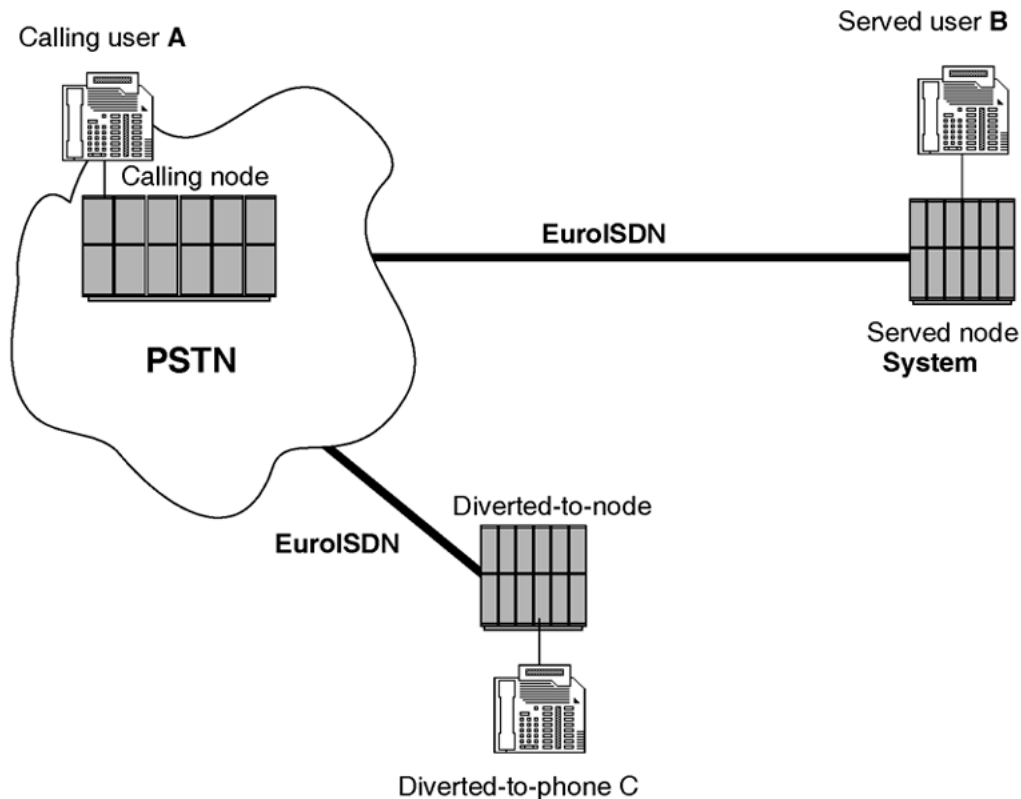 Calling user A
Served user B
Calling node
EuroISDN
PSTN
Served node
System
Diverted-to-node
EuroISDN
Diverted-to-phone C